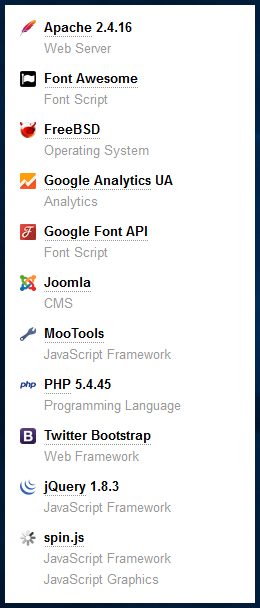 Apache 2.4.16
Web Server
Font Awesome
Font Script
FreeBSD
Operating System
Google Analytics UA
Analytics
Google Font API
Font Script
Joomla
CMS
MooTools
JavaScript Framework
php PHP 5.4.45
Programming Language
B Twitter Bootstrap
Web Framework
jQuery 1.8.3
JavaScript Framework
spin.js
JavaScript Framework
JavaScript Graphics